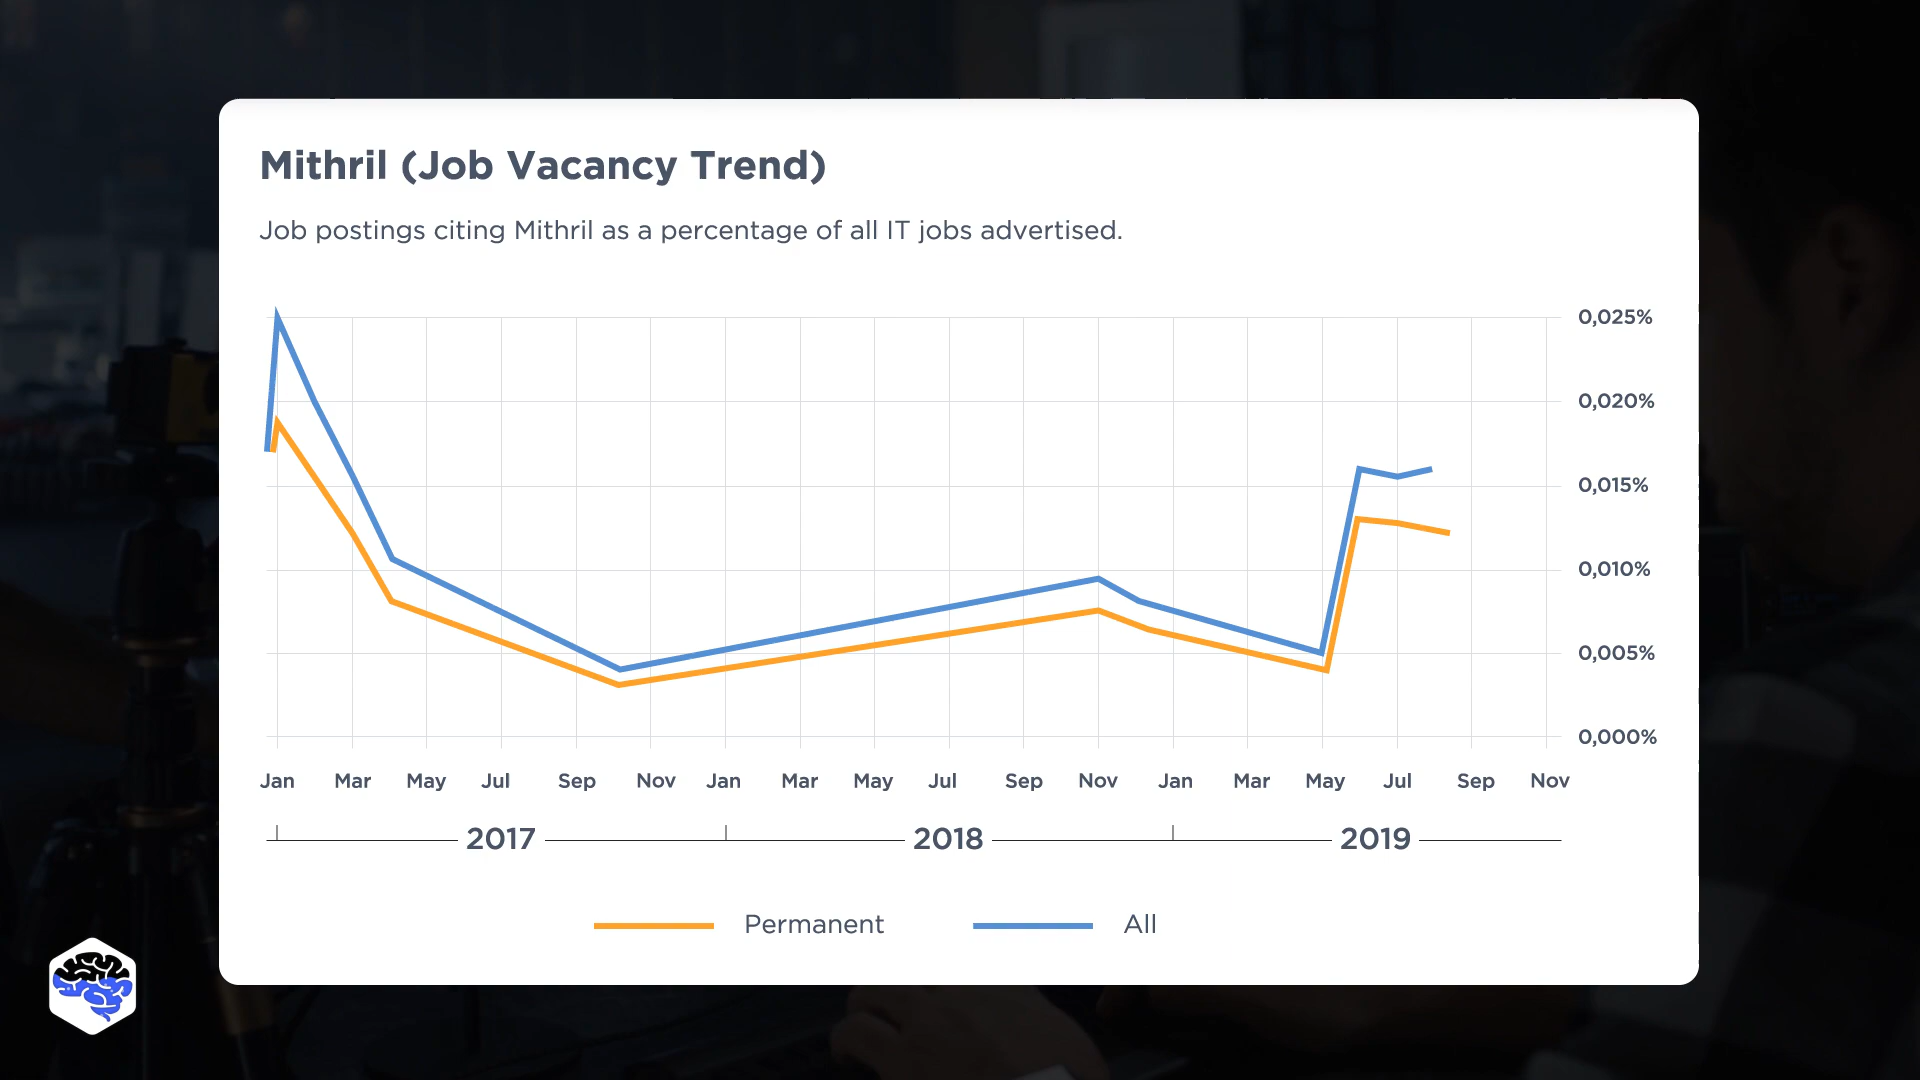 Mithril (Job Vacancy Trend)
Job postings citing Mithril as a percentage of all IT jobs advertised.
0,025%
0,020%
0,015%
0,010%
0,005%
0,000%
Jan Mar May Jul Sep Nov Jan Mar May Jul Sep Nov Jan Mar May Jul Sep Nov
2017 2018 2019
Permanent All